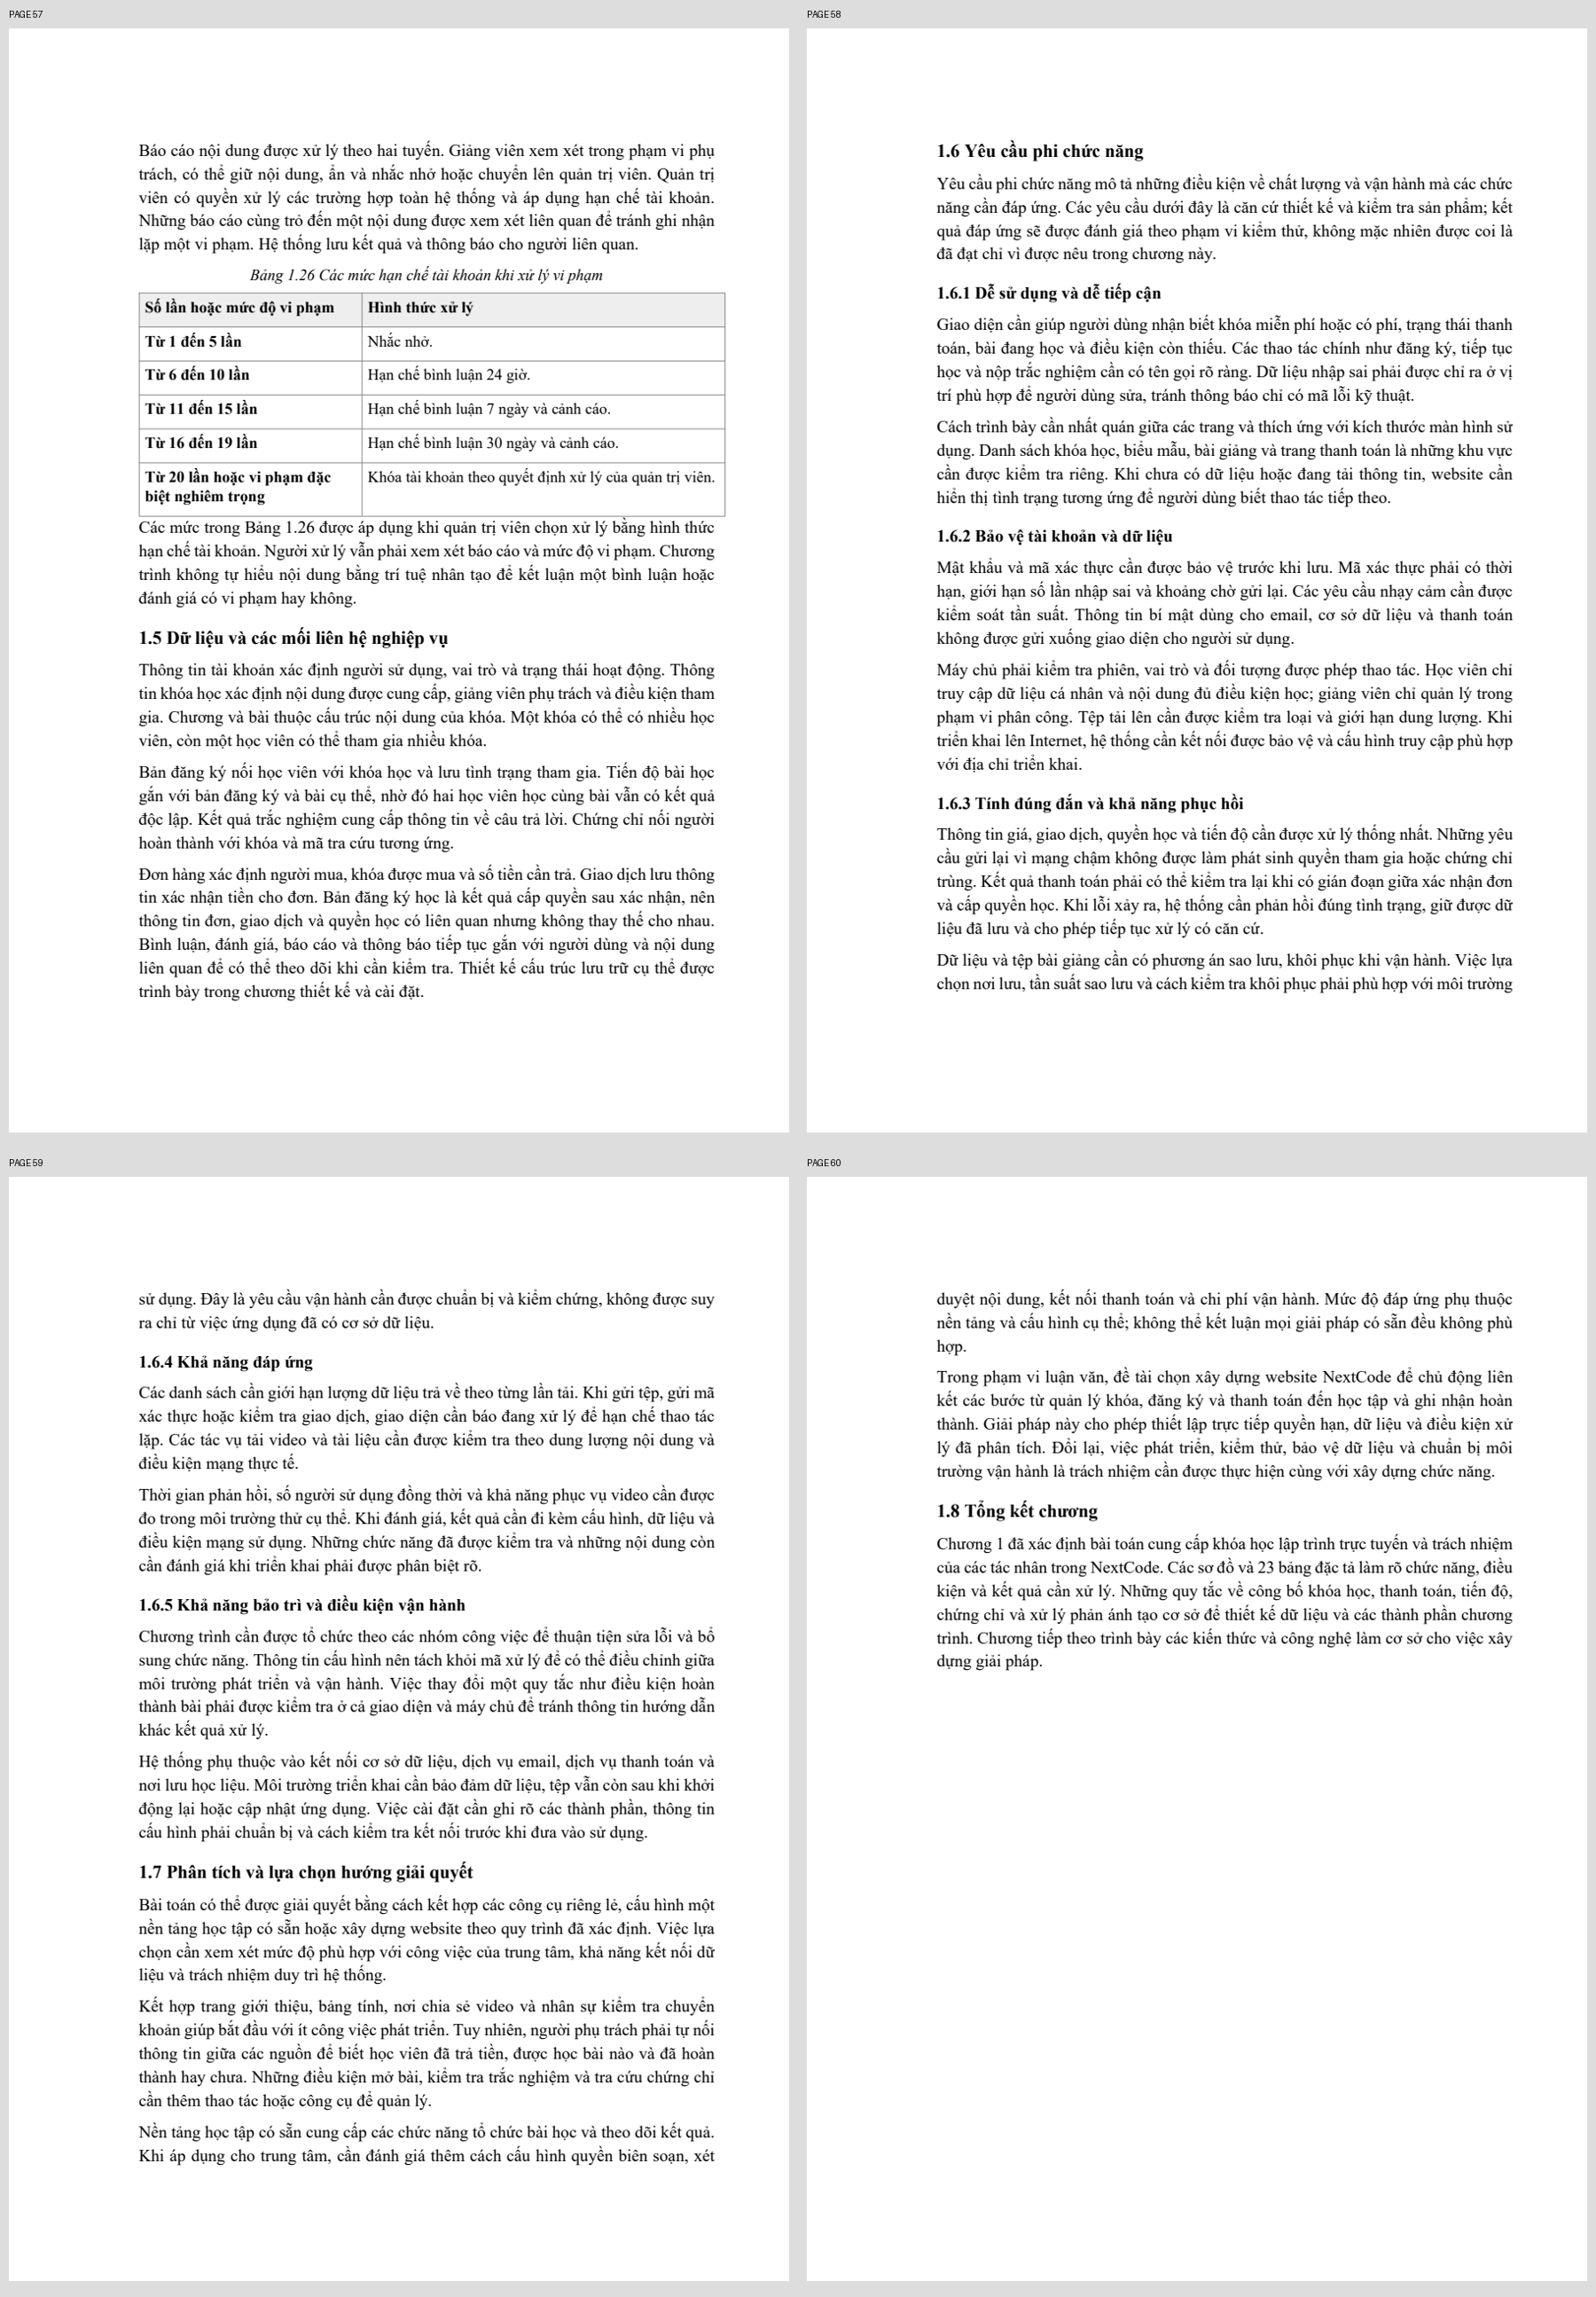 PAGE 57
Báo cáo nội dung được xử lý theo hai tuyến. Giảng viên xem xét trong phạm vi phụ
trách, có thể giữ nội dung, ẩn và nhắc nhở hoặc chuyển lên quản trị viên. Quản trị
viên có quyền xử lý các trường hợp toàn hệ thống và áp dụng hạn chế tài khoản.
Những báo cáo cùng trỏ đến một nội dung được xem xét liên quan để tránh ghi nhận
lặp một vi phạm. Hệ thống lưu kết quả và thông báo cho người liên quan.
Bảng 1.26 Các mức hạn chế tài khoản khi xử lý vi phạm
Số lần hoặc mức độ vi phạm
Hình thức xử lý
Từ 1 đến 5 lần
Nhắc nhở.
Từ 6 đến 10 lần
Hạn chế bình luận 24 giờ.
Từ 11 đến 15 lần
Hạn chế bình luận 7 ngày và cảnh cáo.
Từ 16 đến 19 lần
Hạn chế bình luận 30 ngày và cảnh cáo.
Từ 20 lần hoặc vi phạm đặc
biệt nghiêm trọng
Khóa tài khoản theo quyết định xử lý của quản trị viên.
Các mức trong Bảng 1.26 được áp dụng khi quản trị viên chọn xử lý bằng hình thức
hạn chế tài khoản. Người xử lý vẫn phải xem xét báo cáo và mức độ vi phạm. Chương
trình không tự hiểu nội dung bằng trí tuệ nhân tạo để kết luận một bình luận hoặc
đánh giá có vi phạm hay không.
1.5 Dữ liệu và các mối liên hệ nghiệp vụ
Thông tin tài khoản xác định người sử dụng, vai trò và trạng thái hoạt động. Thông
tin khóa học xác định nội dung được cung cấp, giảng viên phụ trách và điều kiện tham
gia. Chương và bài thuộc cấu trúc nội dung của khóa. Một khóa có thể có nhiều học
viên, còn một học viên có thể tham gia nhiều khóa.
Bản đăng ký nối học viên với khóa học và lưu tình trạng tham gia. Tiến độ bài học
gắn với bản đăng ký và bài cụ thể, nhờ đó hai học viên học cùng bài vẫn có kết quả
độc lập. Kết quả trắc nghiệm cung cấp thông tin về câu trả lời. Chứng chỉ nối người
hoàn thành với khóa và mã tra cứu tương ứng.
Đơn hàng xác định người mua, khóa được mua và số tiền cần trả. Giao dịch lưu thông
tin xác nhận tiền cho đơn. Bản đăng ký học là kết quả cấp quyền sau xác nhận, nên
thông tin đơn, giao dịch và quyền học có liên quan nhưng không thay thế cho nhau.
Bình luận, đánh giá, báo cáo và thông báo tiếp tục gắn với người dùng và nội dung
liên quan để có thể theo dõi khi cần kiểm tra. Thiết kế cấu trúc lưu trữ cụ thể được
trình bày trong chương thiết kế và cài đặt.
PAGE 58
1.6 Yêu cầu phi chức năng
Yêu cầu phi chức năng mô tả những điều kiện về chất lượng và vận hành mà các chức
năng cần đáp ứng. Các yêu cầu dưới đây là căn cứ thiết kế và kiểm tra sản phẩm; kết
quả đáp ứng sẽ được đánh giá theo phạm vi kiểm thử, không mặc nhiên được coi là
đã đạt chỉ vì được nêu trong chương này.
1.6.1 Dễ sử dụng và dễ tiếp cận
Giao diện cần giúp người dùng nhận biết khóa miễn phí hoặc có phí, trạng thái thanh
toán, bài đang học và điều kiện còn thiếu. Các thao tác chính như đăng ký, tiếp tục
học và nộp trắc nghiệm cần có tên gọi rõ ràng. Dữ liệu nhập sai phải được chỉ ra ở vị
trí phù hợp để người dùng sửa, tránh thông báo chỉ có mã lỗi kỹ thuật.
Cách trình bày cần nhất quán giữa các trang và thích ứng với kích thước màn hình sử
dụng. Danh sách khóa học, biểu mẫu, bài giảng và trang thanh toán là những khu vực
cần được kiểm tra riêng. Khi chưa có dữ liệu hoặc đang tải thông tin, website cần
hiển thị tình trạng tương ứng để người dùng biết thao tác tiếp theo.
1.6.2 Bảo vệ tài khoản và dữ liệu
Mật khẩu và mã xác thực cần được bảo vệ trước khi lưu. Mã xác thực phải có thời
hạn, giới hạn số lần nhập sai và khoảng chờ gửi lại. Các yêu cầu nhạy cảm cần được
kiểm soát tần suất. Thông tin bí mật dùng cho email, cơ sở dữ liệu và thanh toán
không được gửi xuống giao diện cho người sử dụng.
Máy chủ phải kiểm tra phiên, vai trò và đối tượng được phép thao tác. Học viên chỉ
truy cập dữ liệu cá nhân và nội dung đủ điều kiện học; giảng viên chỉ quản lý trong
phạm vi phân công. Tệp tải lên cần được kiểm tra loại và giới hạn dung lượng. Khi
triển khai lên Internet, hệ thống cần kết nối được bảo vệ và cấu hình truy cập phù hợp
với địa chỉ triển khai.
1.6.3 Tính đúng đắn và khả năng phục hồi
Thông tin giá, giao dịch, quyền học và tiến độ cần được xử lý thống nhất. Những yêu
cầu gửi lại vì mạng chậm không được làm phát sinh quyền tham gia hoặc chứng chỉ
trùng. Kết quả thanh toán phải có thể kiểm tra lại khi có gián đoạn giữa xác nhận đơn
và cấp quyền học. Khi lỗi xảy ra, hệ thống cần phản hồi đúng tình trạng, giữ được dữ
liệu đã lưu và cho phép tiếp tục xử lý có căn cứ.
Dữ liệu và tệp bài giảng cần có phương án sao lưu, khôi phục khi vận hành. Việc lựa
chọn nơi lưu, tần suất sao lưu và cách kiểm tra khôi phục phải phù hợp với môi trường
PAGE 59
sử dụng. Đây là yêu cầu vận hành cần được chuẩn bị và kiểm chứng, không được suy
ra chỉ từ việc ứng dụng đã có cơ sở dữ liệu.
1.6.4 Khả năng đáp ứng
Các danh sách cần giới hạn lượng dữ liệu trả về theo từng lần tải. Khi gửi tệp, gửi mã
xác thực hoặc kiểm tra giao dịch, giao diện cần báo đang xử lý để hạn chế thao tác
lặp. Các tác vụ tải video và tài liệu cần được kiểm tra theo dung lượng nội dung và
điều kiện mạng thực tế.
Thời gian phản hồi, số người sử dụng đồng thời và khả năng phục vụ video cần được
đo trong môi trường thử cụ thể. Khi đánh giá, kết quả cần đi kèm cấu hình, dữ liệu và
điều kiện mạng sử dụng. Những chức năng đã được kiểm tra và những nội dung còn
cần đánh giá khi triển khai phải được phân biệt rõ.
1.6.5 Khả năng bảo trì và điều kiện vận hành
Chương trình cần được tổ chức theo các nhóm công việc để thuận tiện sửa lỗi và bổ
sung chức năng. Thông tin cấu hình nên tách khỏi mã xử lý để có thể điều chỉnh giữa
môi trường phát triển và vận hành. Việc thay đổi một quy tắc như điều kiện hoàn
thành bài phải được kiểm tra ở cả giao diện và máy chủ để tránh thông tin hướng dẫn
khác kết quả xử lý.
Hệ thống phụ thuộc vào kết nối cơ sở dữ liệu, dịch vụ email, dịch vụ thanh toán và
nơi lưu học liệu. Môi trường triển khai cần bảo đảm dữ liệu, tệp vẫn còn sau khi khởi
động lại hoặc cập nhật ứng dụng. Việc cài đặt cần ghi rõ các thành phần, thông tin
cấu hình phải chuẩn bị và cách kiểm tra kết nối trước khi đưa vào sử dụng.
1.7 Phân tích và lựa chọn hướng giải quyết
Bài toán có thể được giải quyết bằng cách kết hợp các công cụ riêng lẻ, cấu hình một
nền tảng học tập có sẵn hoặc xây dựng website theo quy trình đã xác định. Việc lựa
chọn cần xem xét mức độ phù hợp với công việc của trung tâm, khả năng kết nối dữ
liệu và trách nhiệm duy trì hệ thống.
Kết hợp trang giới thiệu, bảng tính, nơi chia sẻ video và nhân sự kiểm tra chuyển
khoản giúp bắt đầu với ít công việc phát triển. Tuy nhiên, người phụ trách phải tự nối
thông tin giữa các nguồn để biết học viên đã trả tiền, được học bài nào và đã hoàn
thành hay chưa. Những điều kiện mở bài, kiểm tra trắc nghiệm và tra cứu chứng chỉ
cần thêm thao tác hoặc công cụ để quản lý.
Nền tảng học tập có sẵn cung cấp các chức năng tổ chức bài học và theo dõi kết quả.
Khi áp dụng cho trung tâm, cần đánh giá thêm cách cấu hình quyền biên soạn, xét
PAGE 60
duyệt nội dung, kết nối thanh toán và chi phí vận hành. Mức độ đáp ứng phụ thuộc
nền tảng và cấu hình cụ thể; không thể kết luận mọi giải pháp có sẵn đều không phù
hợp.
Trong phạm vi luận văn, đề tài chọn xây dựng website NextCode để chủ động liên
kết các bước từ quản lý khóa, đăng ký và thanh toán đến học tập và ghi nhận hoàn
thành. Giải pháp này cho phép thiết lập trực tiếp quyền hạn, dữ liệu và điều kiện xử
lý đã phân tích. Đổi lại, việc phát triển, kiểm thử, bảo vệ dữ liệu và chuẩn bị môi
trường vận hành là trách nhiệm cần được thực hiện cùng với xây dựng chức năng.
1.8 Tổng kết chương
Chương 1 đã xác định bài toán cung cấp khóa học lập trình trực tuyến và trách nhiệm
của các tác nhân trong NextCode. Các sơ đồ và 23 bảng đặc tả làm rõ chức năng, điều
kiện và kết quả cần xử lý. Những quy tắc về công bố khóa học, thanh toán, tiến độ,
chứng chỉ và xử lý phản ánh tạo cơ sở để thiết kế dữ liệu và các thành phần chương
trình. Chương tiếp theo trình bày các kiến thức và công nghệ làm cơ sở cho việc xây
dựng giải pháp.